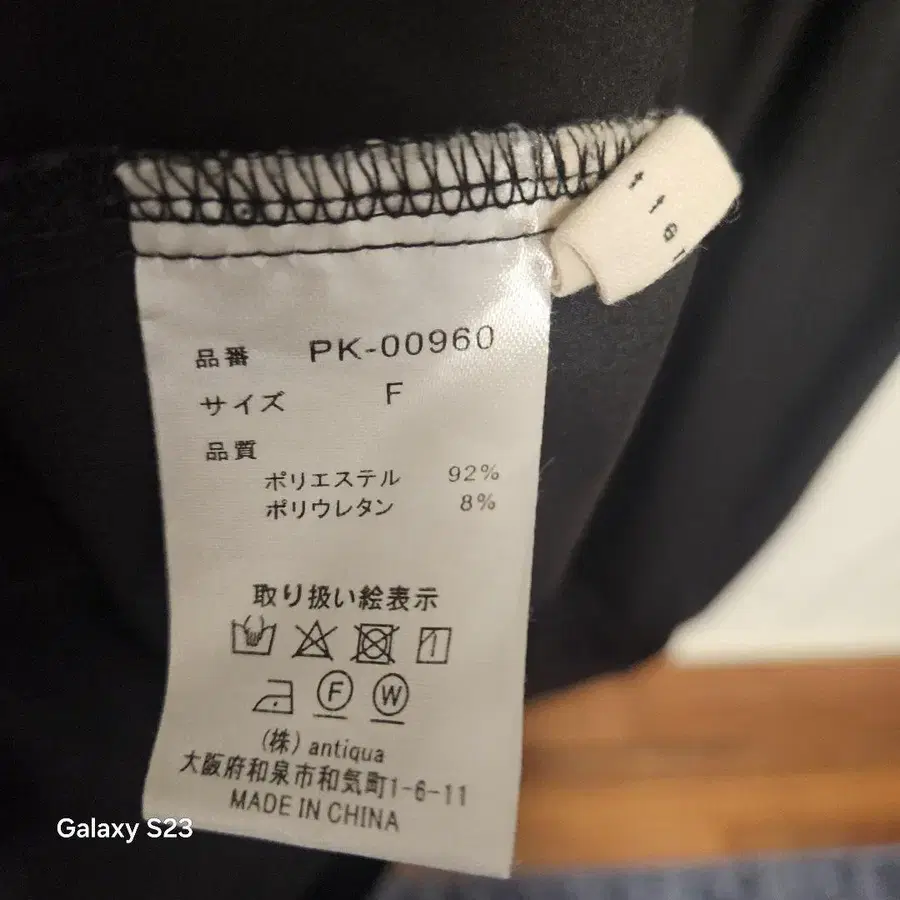 品番 PK-00960
サイズ F
品質
ポリエステル 92%
ポリウレタン 8%
取り扱い絵表示
F W
(株) antiqua
大阪府和泉市和気町1-6-11
MADE IN CHINA
Galaxy S23